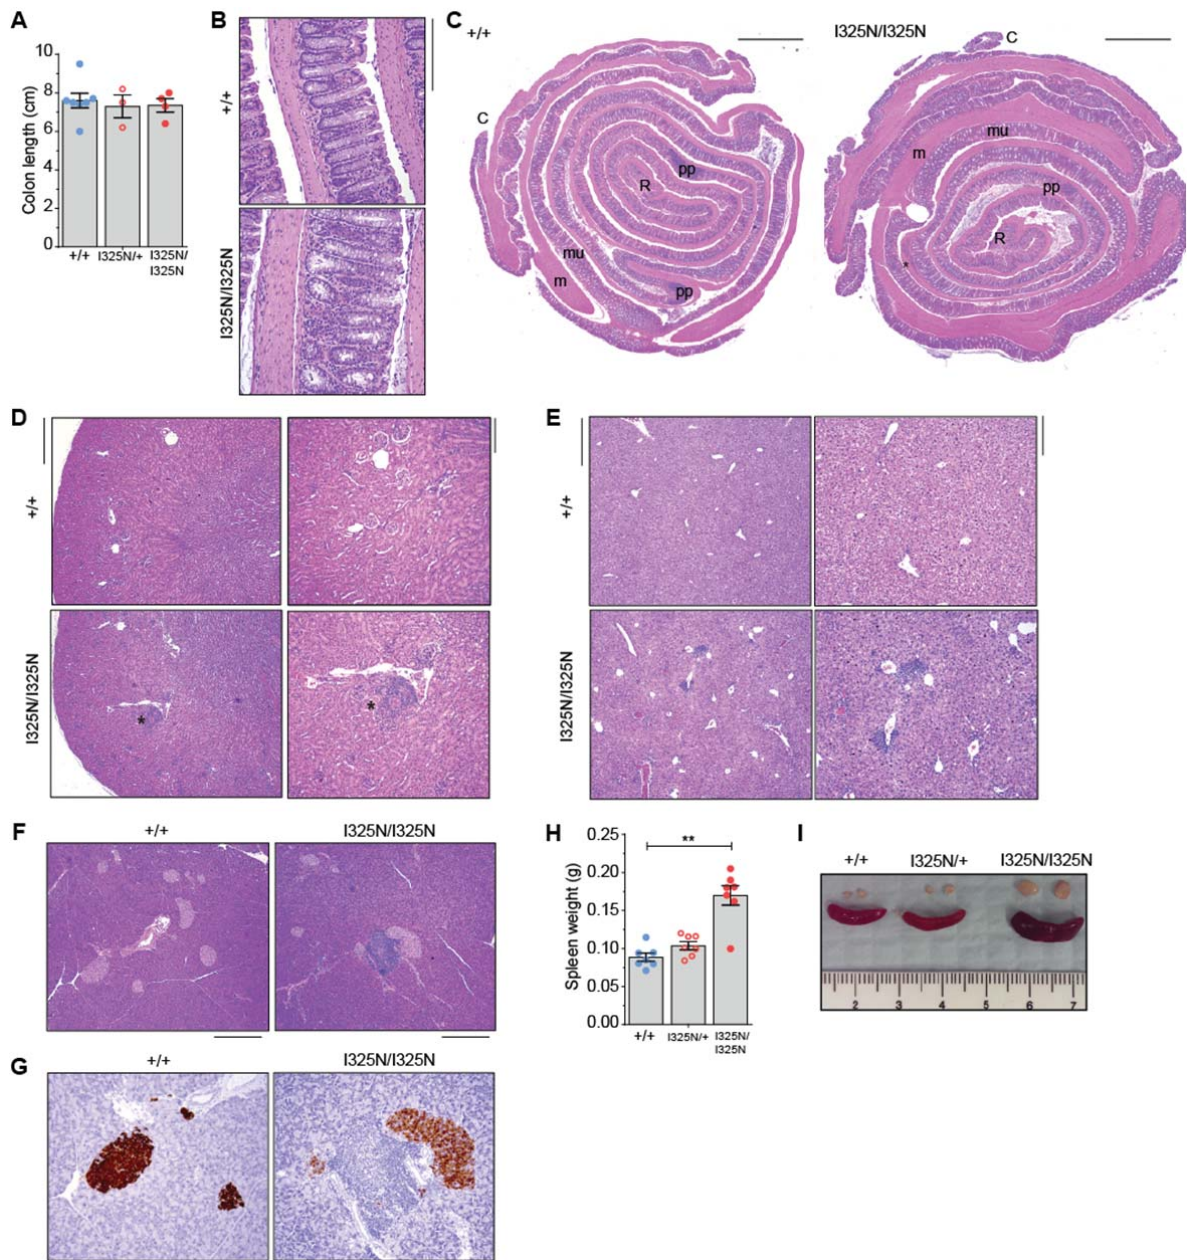 A
Colon length (cm)
10
8
6
4
2
0
+/+ I325N/+ I325N/
I325N
B
+/+
I325N/I325N
C
+/+
C
pp
R
mu
m
pp
I325N/I325N
C
mu
m
pp
R
*
D
+/+
I325N/I325N
*
*
E
+/+
I325N/I325N
F
+/+ I325N/I325N
G
+/+ I325N/I325N
H
Spleen weight (g)
**
0.25
0.20
0.15
0.10
0.05
0.00
+/+ I325N/+ I325N/
I325N
I
+/+ I325N/+ I325N/I325N
2 3 4 5 6 7